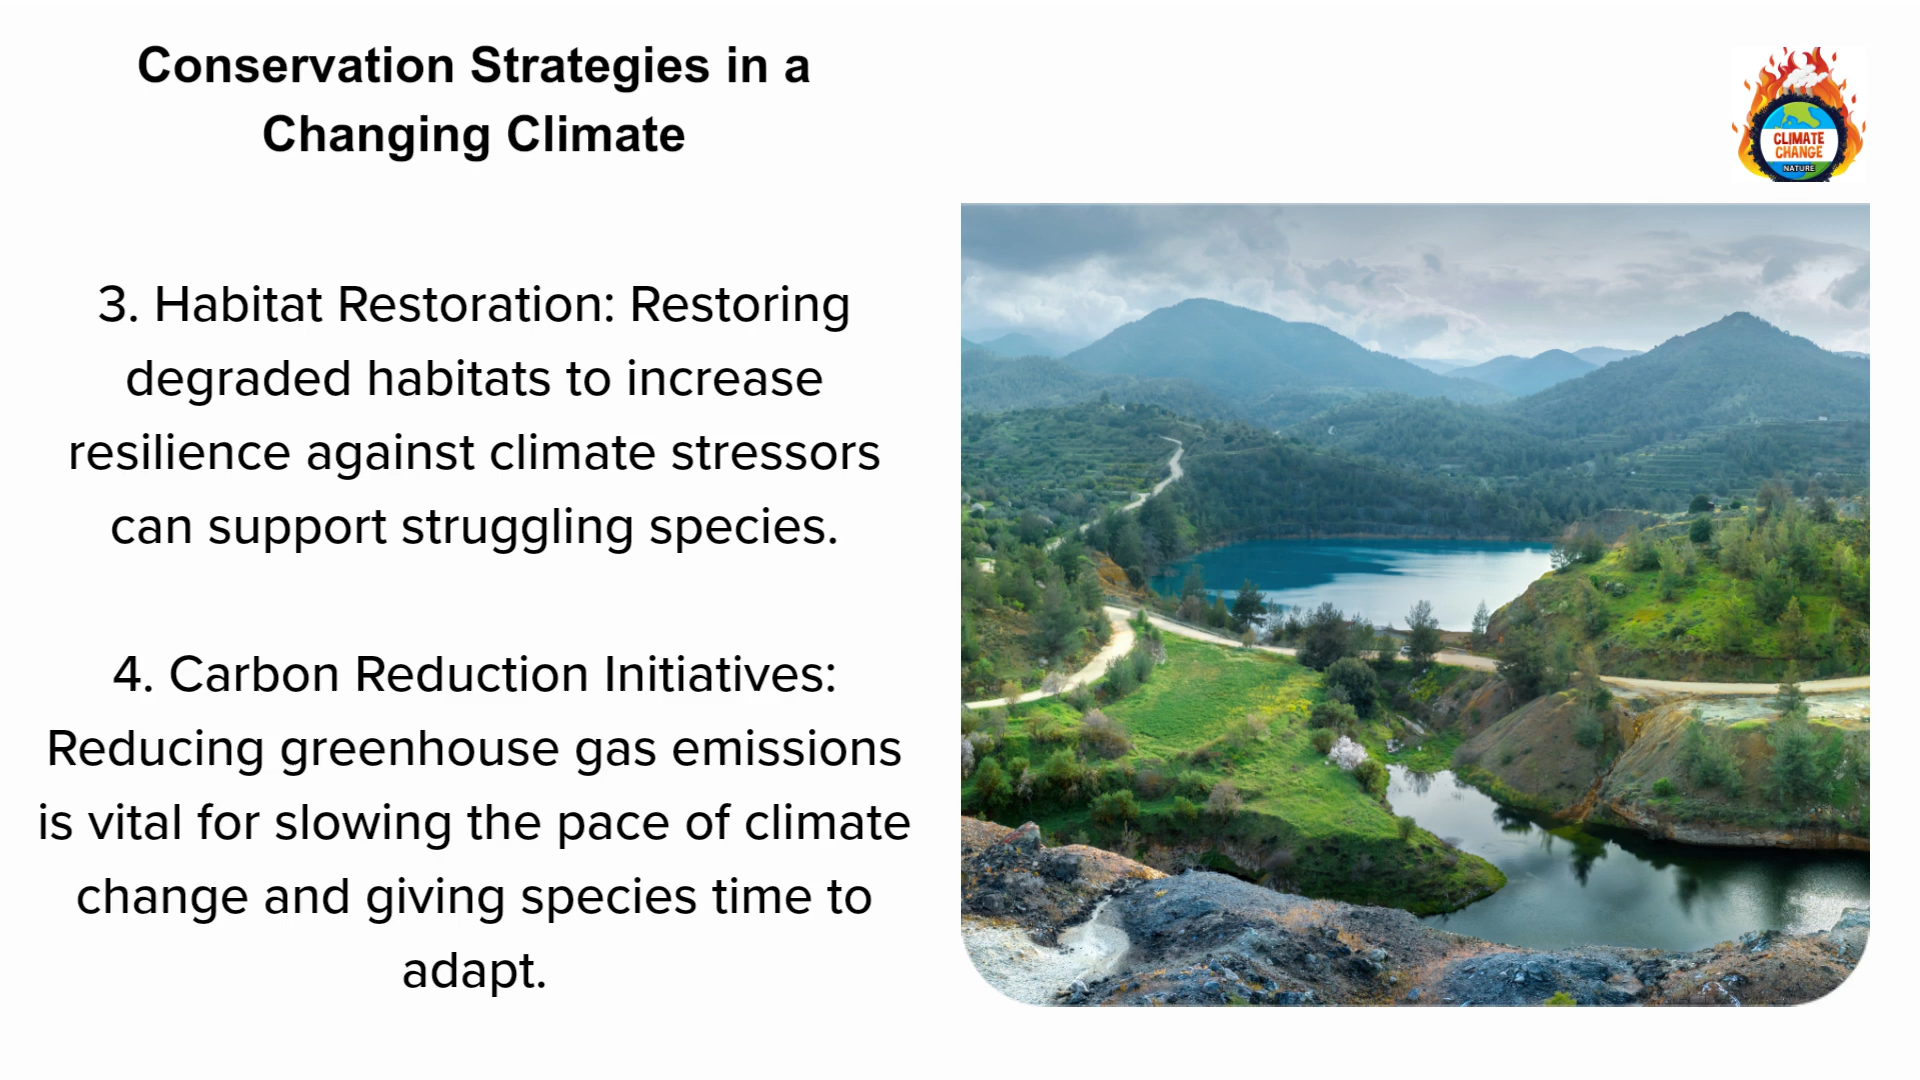 Conservation Strategies in a
Changing Climate
CLIMATE
CHANGE
NATURE
3. Habitat Restoration: Restoring
degraded habitats to increase
resilience against climate stressors
can support struggling species.
4. Carbon Reduction Initiatives:
Reducing greenhouse gas emissions
is vital for slowing the pace of climate
change and giving species time to
adapt.